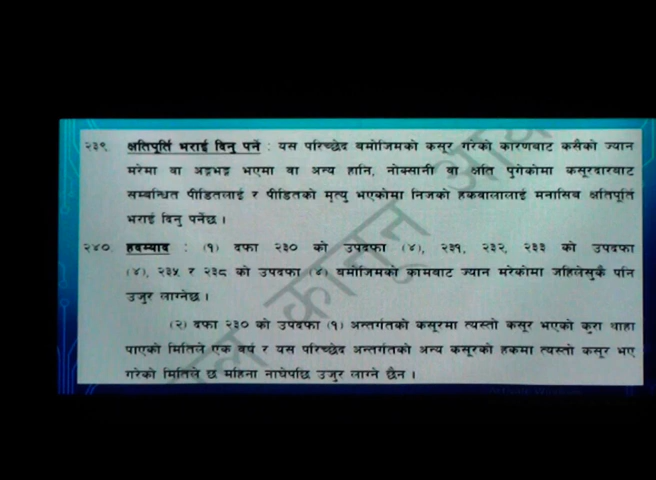 २३९. क्षतिपूर्ति भराई दिनु पर्ने : यस परिच्छेद बमोजिमको कसूर गरेको कारणबाट कसैको ज्यान
मरेमा वा अङ्गभङ्ग भएमा वा अन्य हानि, नोक्सानी वा क्षति पुगेकोमा कसूरदारबाट
सम्बन्धित पीडितलाई र पीडितको मृत्यु भएकोमा निजको हकवालालाई मनासिब क्षतिपूर्ति
भराई दिनु पर्नेछ ।
२४०. हदम्याद : (१) दफा २३० को उपदफा (४), २३१, २३२, २३३ को उपदफा
(४), २३५ र २३८ को उपदफा (४) बमोजिमको कामबाट ज्यान मरेकोमा जहिलेसुकै पनि
उजुर लाग्नेछ ।
(२) दफा २३० को उपदफा (१) अन्तर्गतको कसूरमा त्यस्तो कसूर भएको कुरा थाहा
पाएको मितिले एक वर्ष र यस परिच्छेद अन्तर्गतको अन्य कसूरको हकमा त्यस्तो कसूर भए
गरेको मितिले छ महिना नाघेपछि उजुर लाग्ने छैन ।
कानून